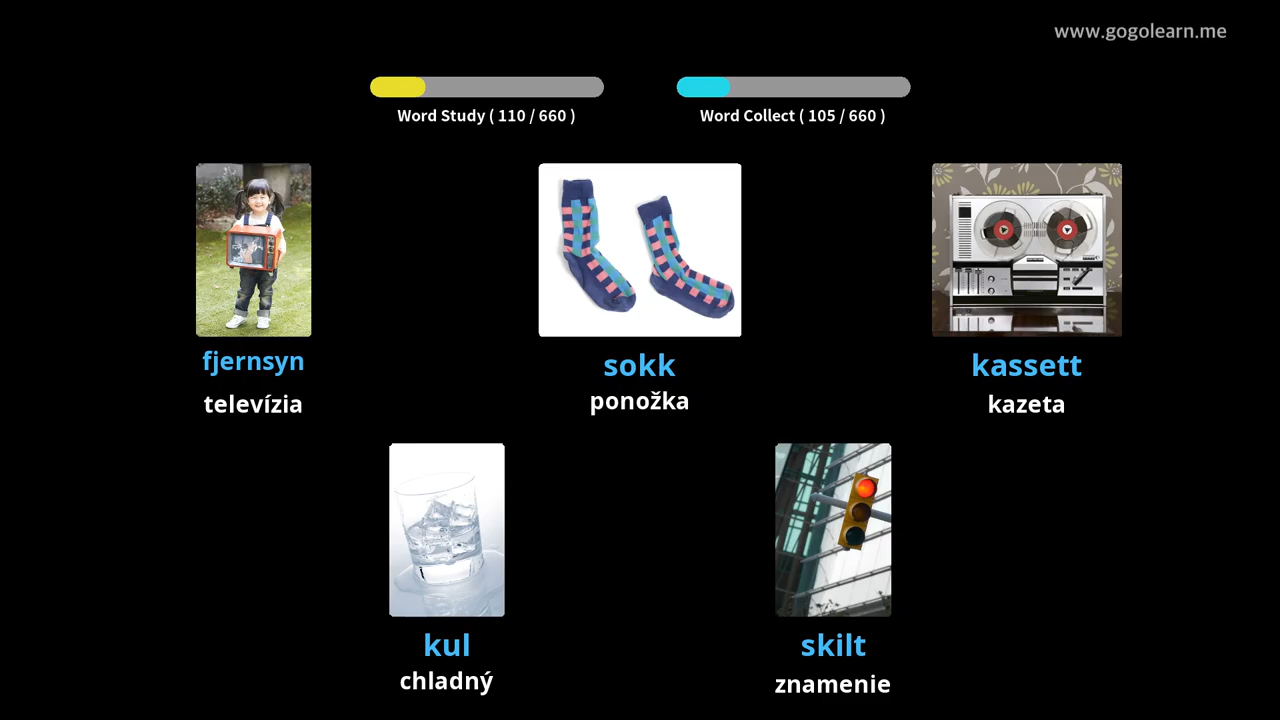 www.gogolearn.me
Word Study ( 110 / 660 )
Word Collect ( 105 / 660 )
fjernsyn
televízia
sokk
ponožka
kassett
kazeta
kul
chladný
skilt
znamenie